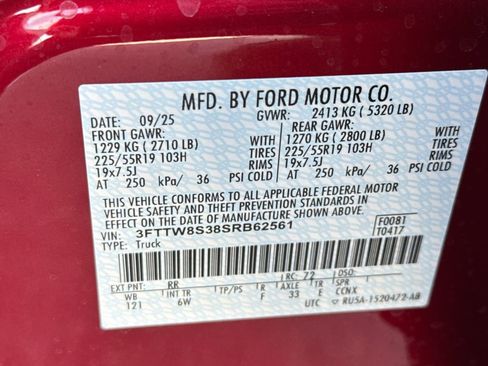 MFD. BY FORD MOTOR CO.
DATE: 09/25 GVWR: 2413 KG ( 5320 LB)
FRONT GAWR: REAR GAWR:
1229 KG ( 2710 LB) WITH 1270 KG ( 2800 LB) WITH
225/55R19 103H TIRES 225/55R19 103H TIRES
19x7.5J RIMS 19x7.5J RIMS
AT 250 kPa/ 36 PSI COLD AT 250 kPa/ 36 PSI COLD
THIS VEHICLE CONFORMS TO ALL APPLICABLE FEDERAL MOTOR
VEHICLE SAFETY AND THEFT PREVENTION STANDARDS IN
EFFECT ON THE DATE OF MANUFACTURE SHOWN ABOVE.
VIN: 3FTTW8S38SRB62561 F0081
TYPE: Truck T0417
EXT PNT: RR RC: 72 DSO:
WB INT TR TP/PS R AXLE TR
121 6W F 33 E CCNX
UTC ▽ RU5A-1520472-AB